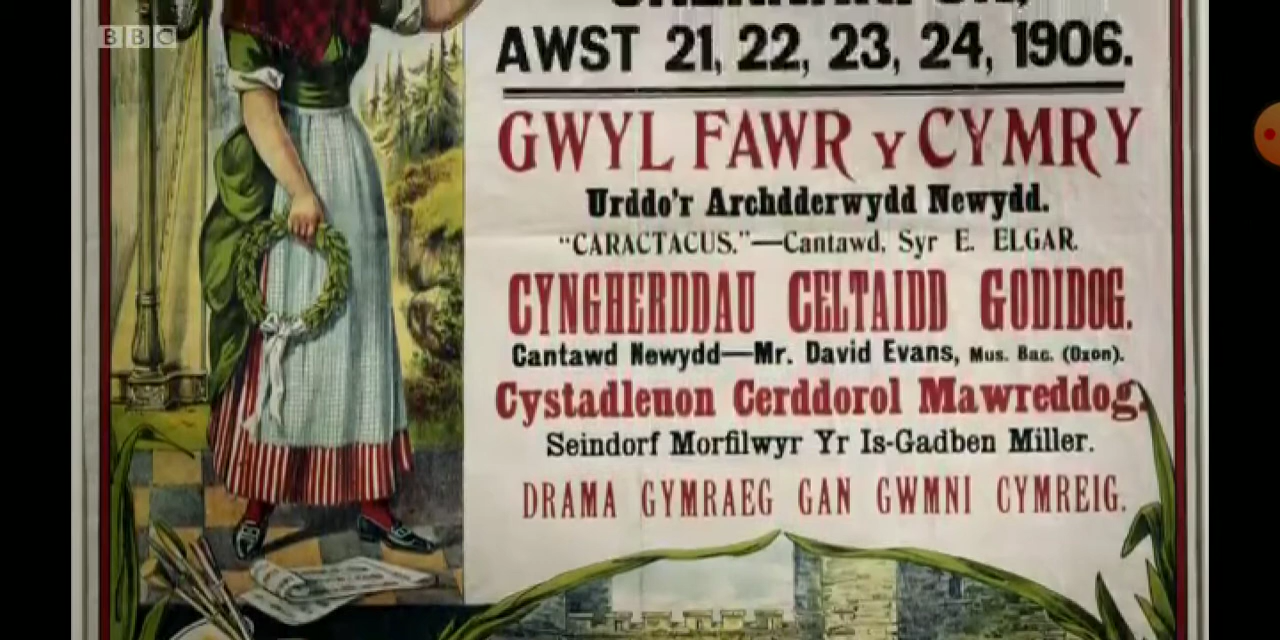 BBC
AWST 21, 22, 23, 24, 1906.
GWYL FAWR Y CYMRY
Urddo'r Archdderwydd Newydd.
"CARACTACUS."—Cantawd. Syr E. ELGAR.
CYNGHERDDAU CELTAIDD GODIDOG.
Cantawd Newydd—Mr. David Evans, Mus. Bac. (Oxon).
Cystadleuon Cerddorol Mawreddog.
Seindorf Morfilwyr Yr Is-Gadben Miller.
DRAMA GYMRAEG GAN GWMNI CYMREIG.